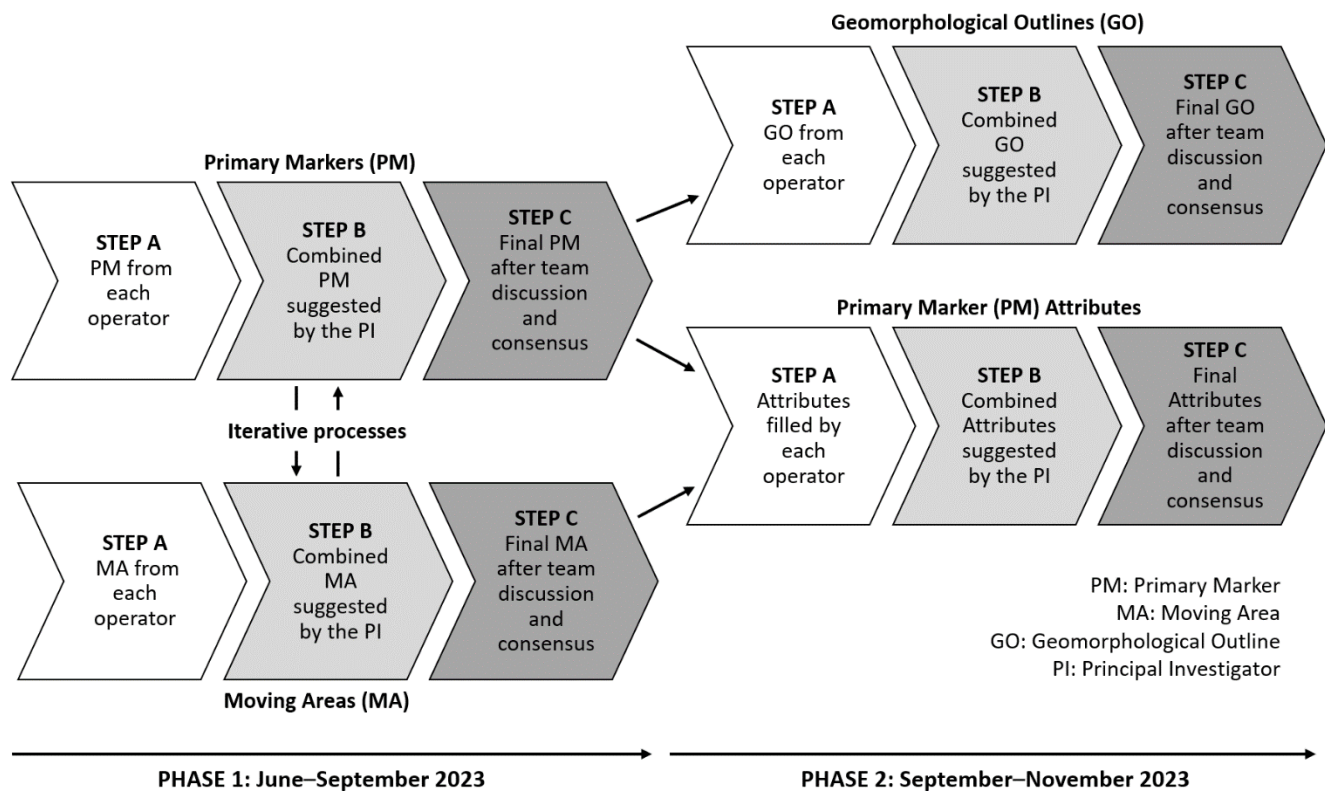 Geomorphological Outlines (GO)
STEP A
GO from
each
operator
STEP B
Combined
GO
suggested
by the PI
STEP C
Final GO
after team
discussion
and
consensus
Primary Markers (PM)
STEP A
PM from
each
operator
STEP B
Combined
PM
suggested
by the PI
STEP C
Final PM
after team
discussion
and
consensus
Primary Marker (PM) Attributes
STEP A
Attributes
filled by
each
operator
STEP B
Combined
Attributes
suggested
by the PI
STEP C
Final
Attributes
after team
discussion
and
consensus
Iterative processes
STEP A
MA from
each
operator
STEP B
Combined
MA
suggested
by the PI
STEP C
Final MA
after team
discussion
and
consensus
Moving Areas (MA)
PM: Primary Marker
MA: Moving Area
GO: Geomorphological Outline
PI: Principal Investigator
PHASE 1: June–September 2023
PHASE 2: September–November 2023